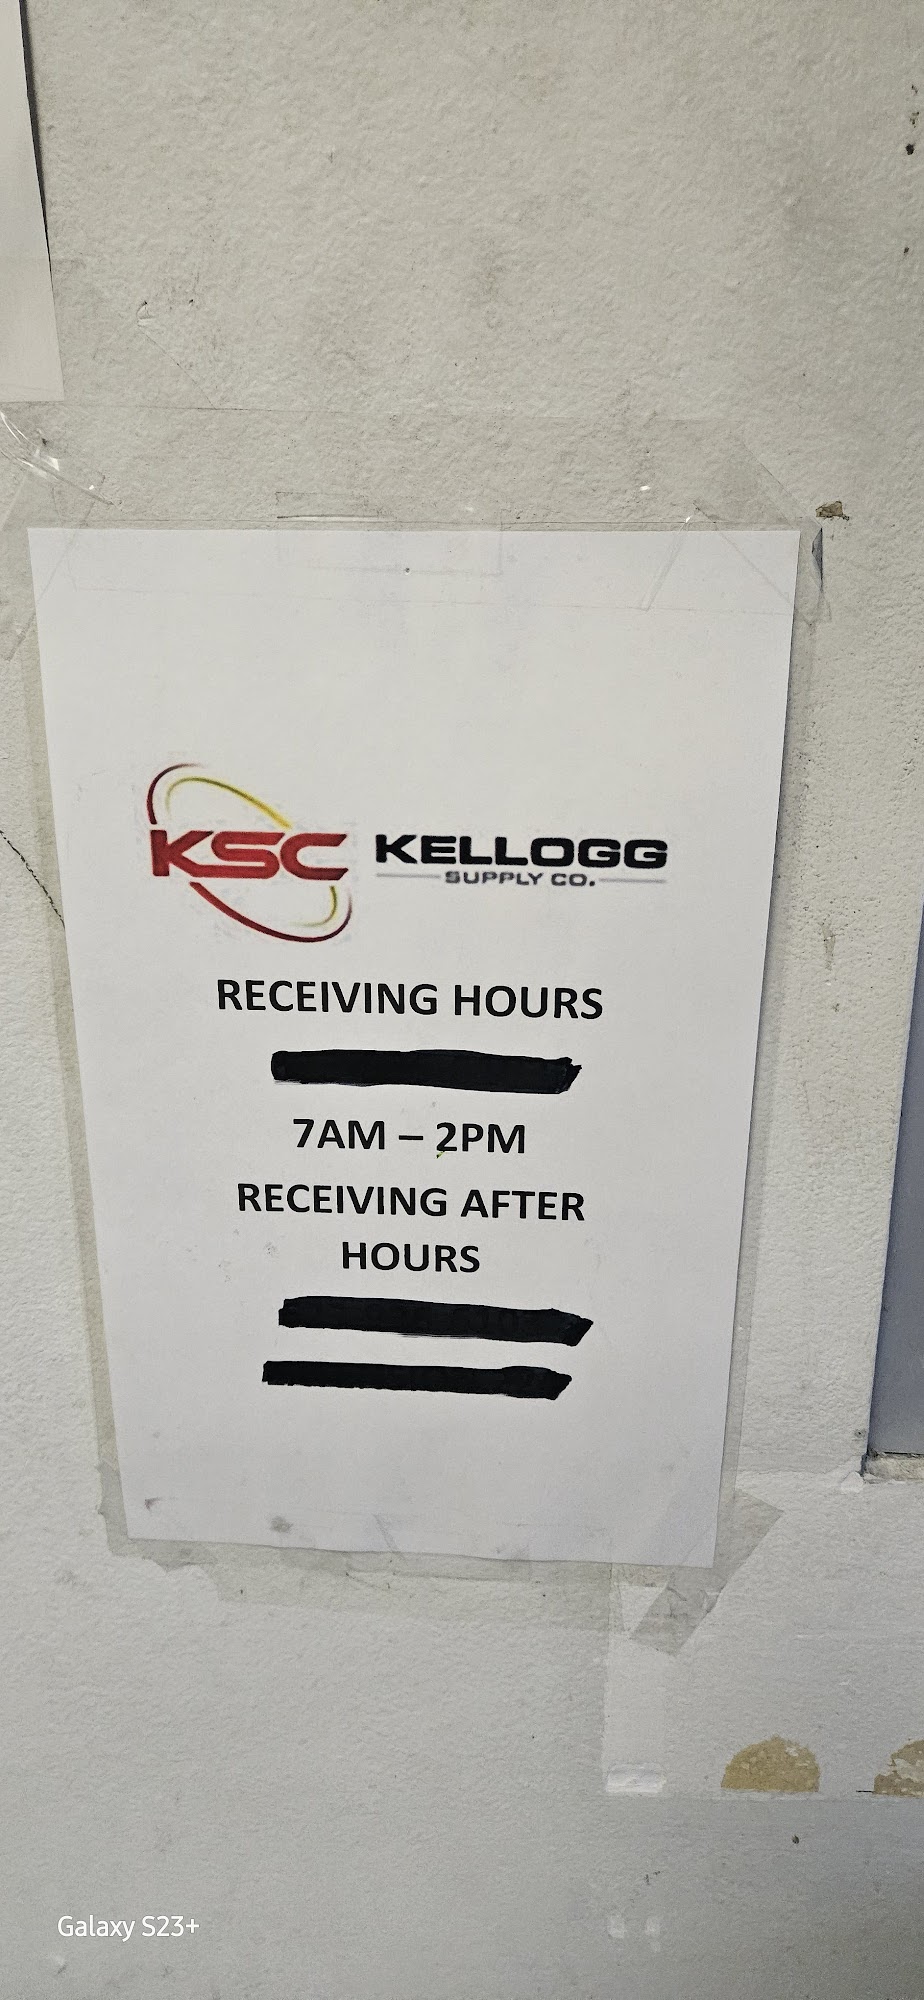 KSC KELLOGG
SUPPLY CO.
RECEIVING HOURS
7AM – 2PM
RECEIVING AFTER
HOURS
Galaxy S23+